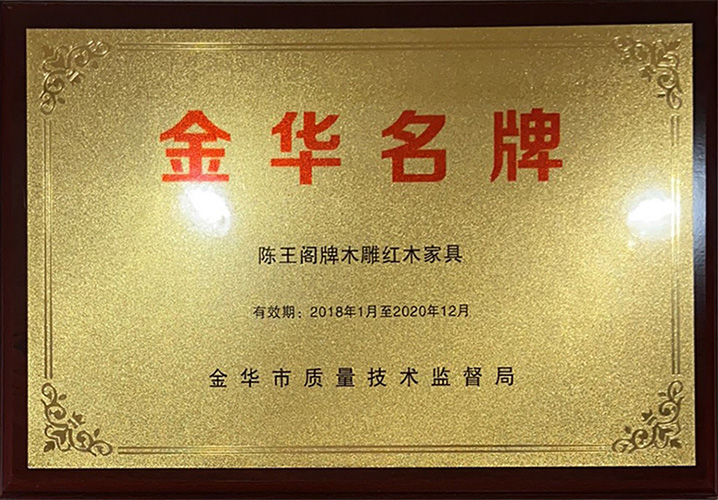 金华名牌
陈王阁牌木雕红木家具
有效期：2018年1月至2020年12月
金华市质量技术监督局